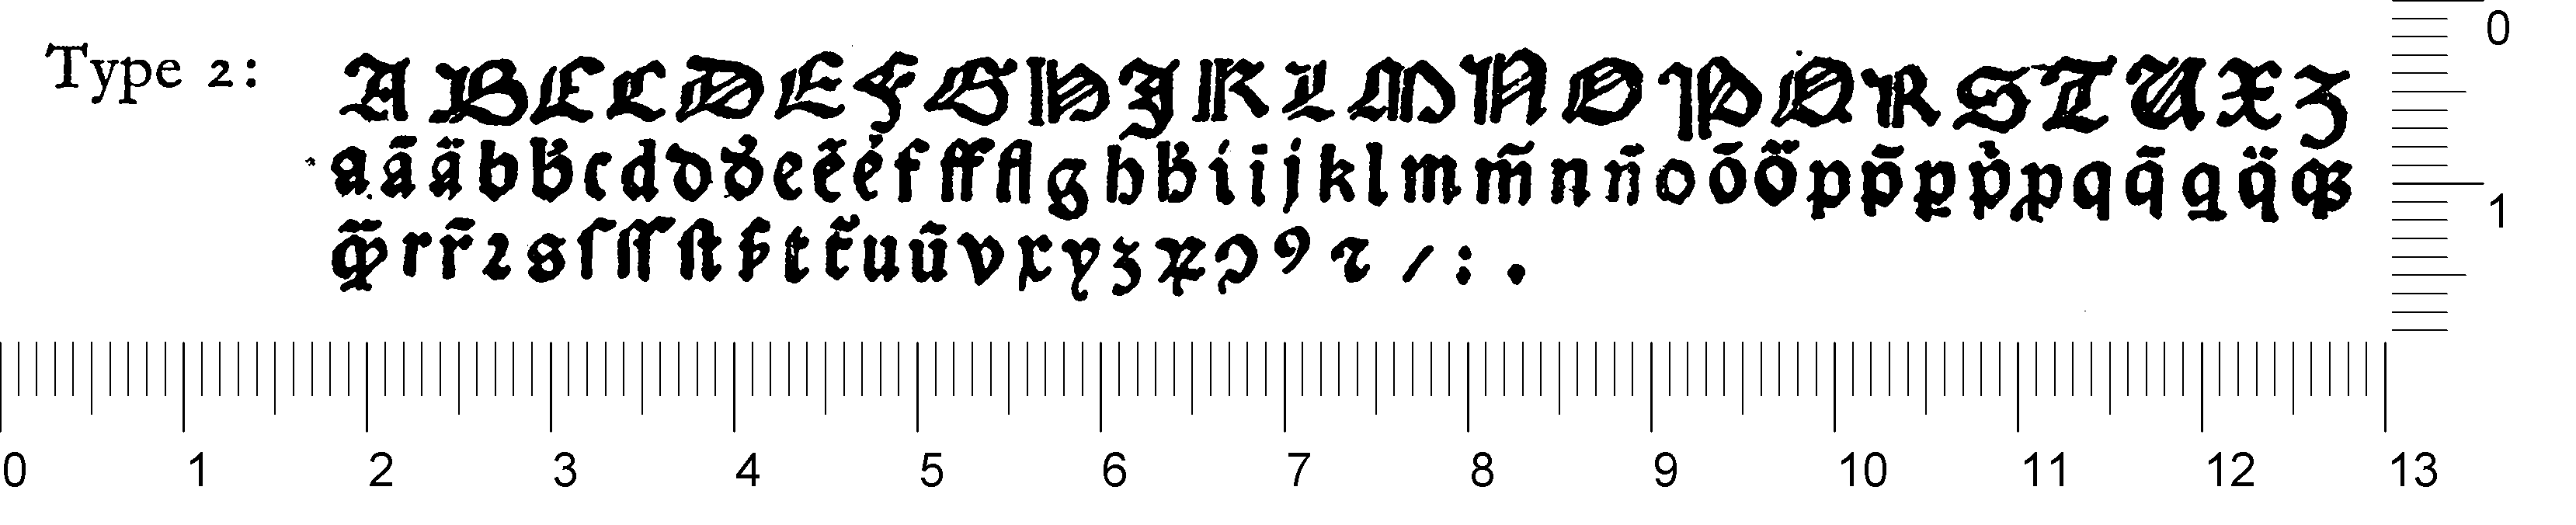 Type 2: A B C C D E F G H J K L M N O P Q R S T U X Z
a ā ä b b̈ c d d d̈ e ē ė f ff fl g h b̈ i ī j k l m m̄ n n̄ o ō ö p p̄ p ṗ ꝑ q q̄ q q̈ ꝙ
q̄ r r̄ ꝛ s ſ ſſ ſt ꝭ t t̄ u ū v x y z ꝝ ↄ ꝯ ⁊ / : .
0
1
0 1 2 3 4 5 6 7 8 9 10 11 12 13